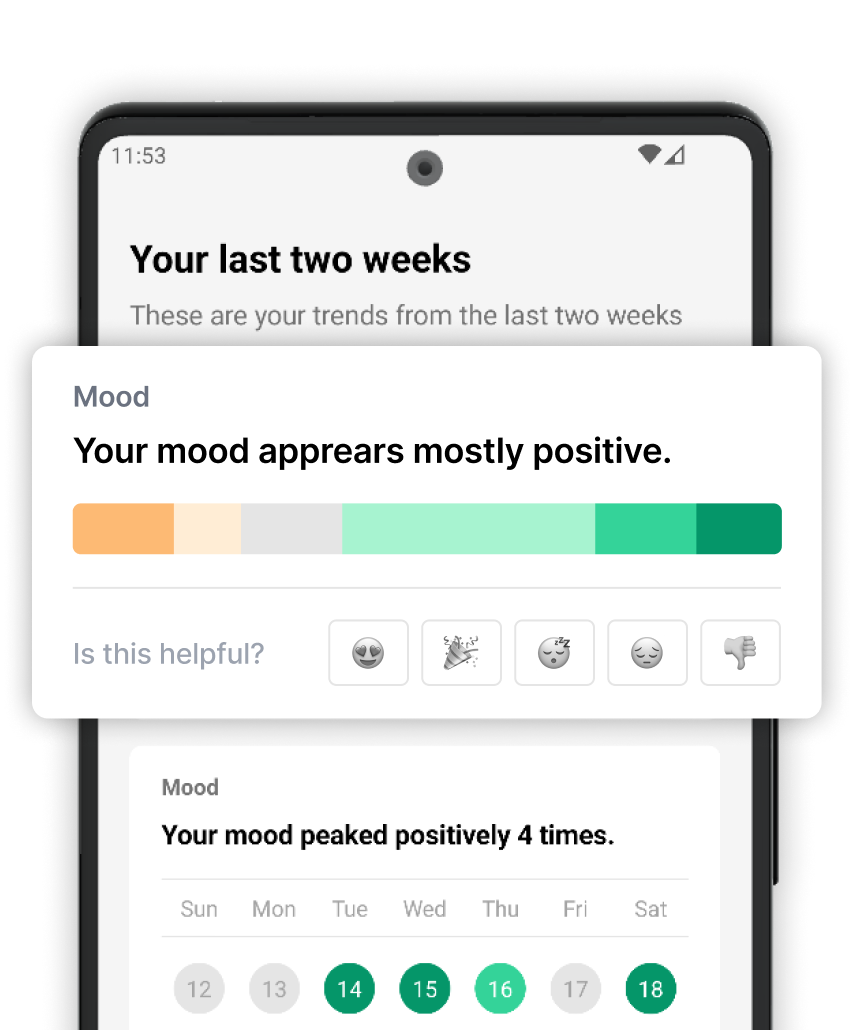 11:53
Your last two weeks
These are your trends from the last two weeks
Mood
Your mood apprears mostly positive.
Is this helpful?
Mood
Your mood peaked positively 4 times.
Sun Mon Tue Wed Thu Fri Sat
12 13 14 15 16 17 18